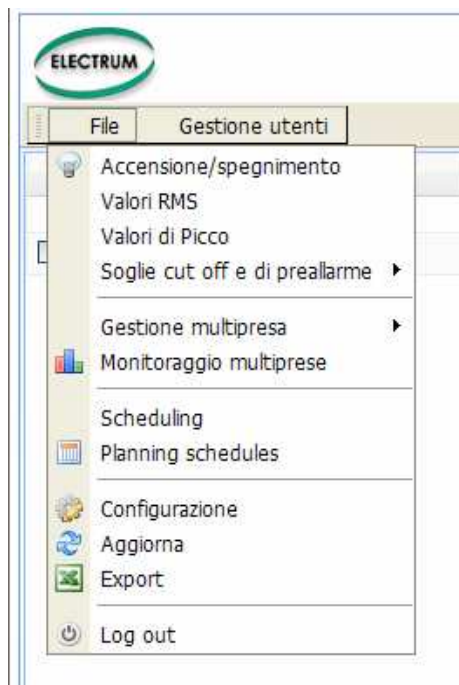 ELECTRUM
File Gestione utenti
Accensione/spegnimento
Valori RMS
Valori di Picco
Soglie cut off e di preallarme
Gestione multipresa
Monitoraggio multiprese
Scheduling
Planning schedules
Configurazione
Aggiorna
Export
Log out